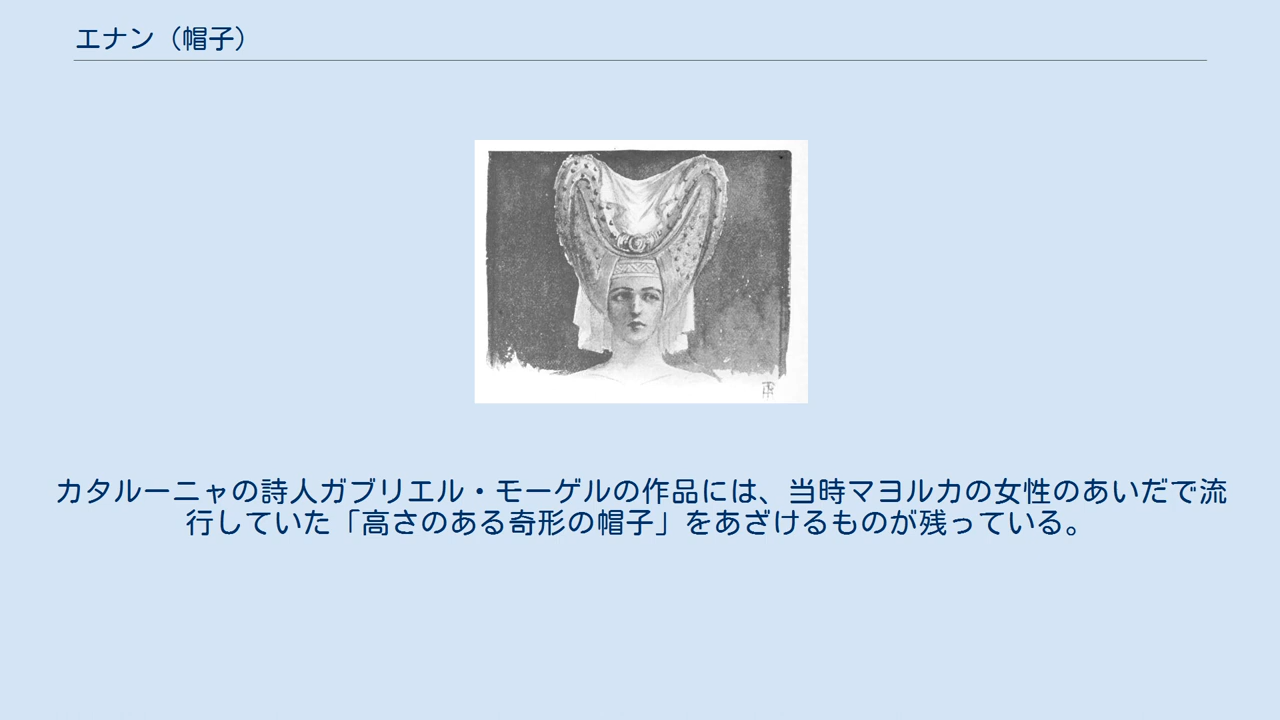 エナン（帽子）
カタルーニャの詩人ガブリエル・モーゲルの作品には、当時マヨルカの女性のあいだで流
行していた「高さのある奇形の帽子」をあざけるものが残っている。